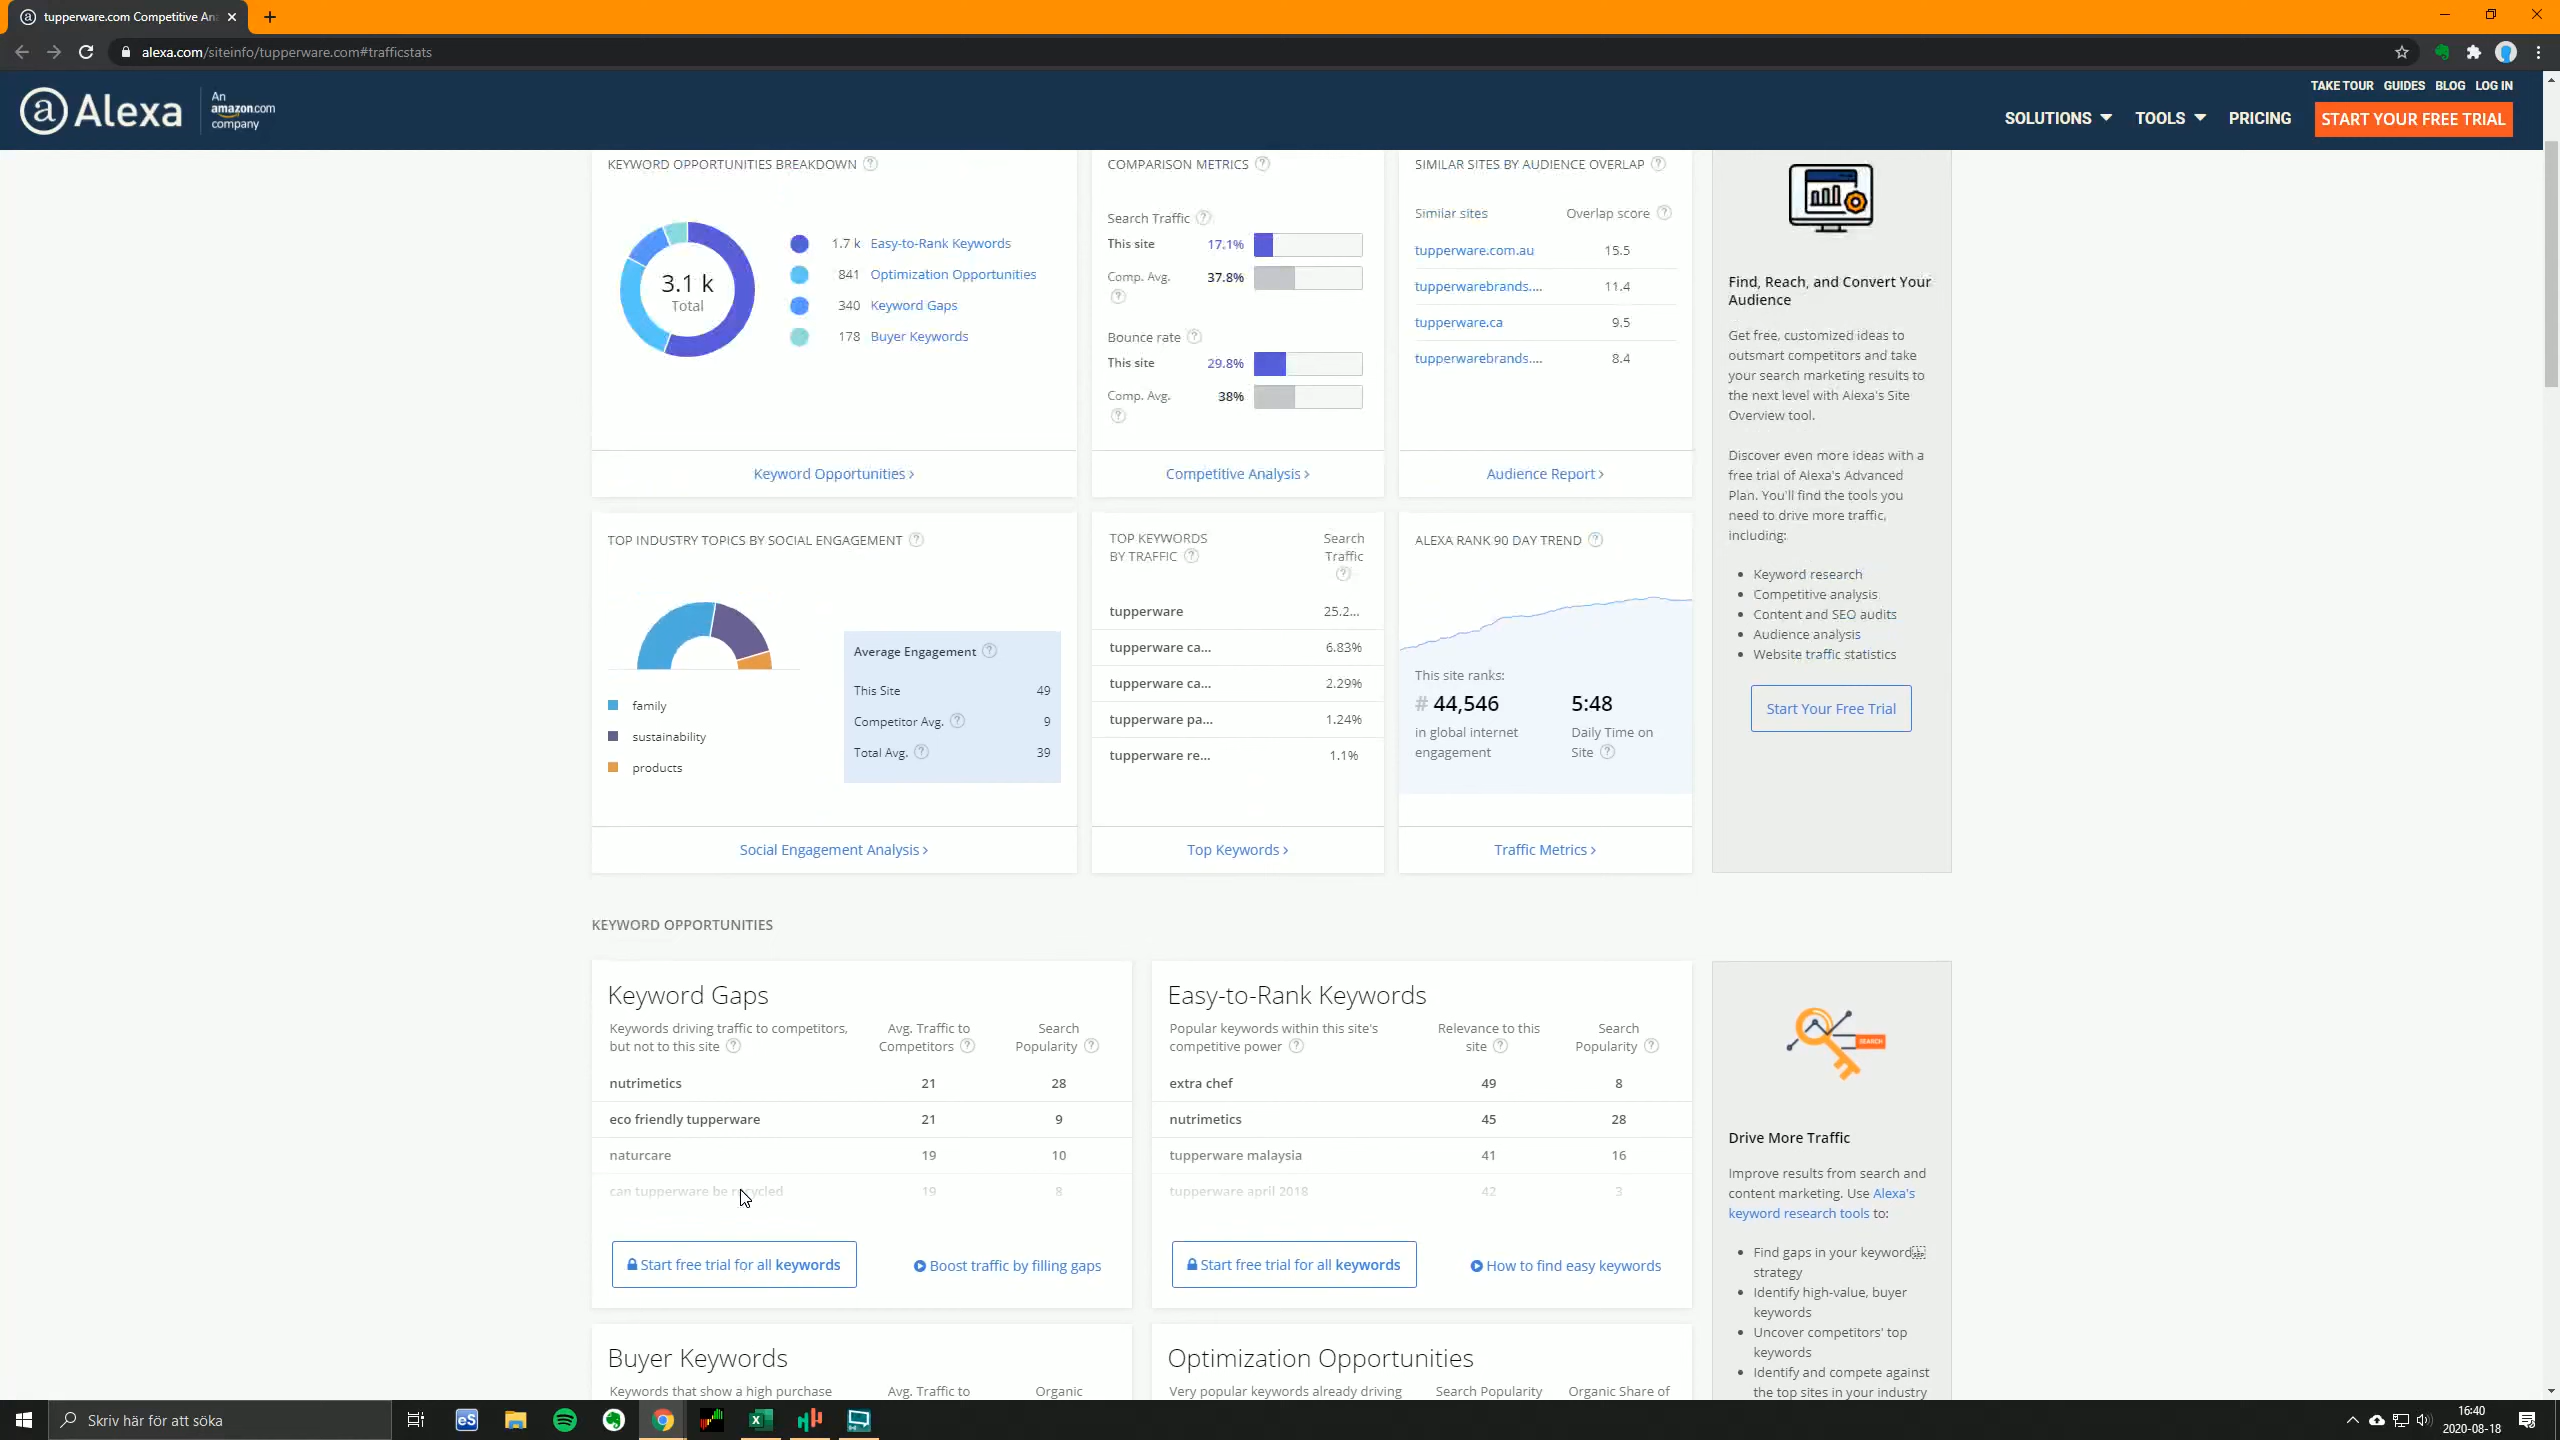 tupperware.com Competitive An
alexa.com/siteinfo/tupperware.com#trafficstats
Alexa
An
amazon.com
company
TAKE TOUR GUIDES BLOG LOG IN
SOLUTIONS TOOLS PRICING START YOUR FREE TRIAL
KEYWORD OPPORTUNITIES BREAKDOWN
3.1 k
Total
1.7 k Easy-to-Rank Keywords
841 Optimization Opportunities
340 Keyword Gaps
178 Buyer Keywords
Keyword Opportunities
COMPARISON METRICS
Search Traffic
This site 17.1%
Comp. Avg. 37.8%
Bounce rate
This site 29.8%
Comp. Avg. 38%
Competitive Analysis
SIMILAR SITES BY AUDIENCE OVERLAP
Similar sites Overlap score
tupperware.com.au 15.5
tupperwarebrands.... 11.4
tupperware.ca 9.5
tupperwarebrands.... 8.4
Audience Report
Find, Reach, and Convert Your
Audience
Get free, customized ideas to
outsmart competitors and take
your search marketing results to
the next level with Alexa's Site
Overview tool.
Discover even more ideas with a
free trial of Alexa's Advanced
Plan. You'll find the tools you
need to drive more traffic,
including:
Keyword research
Competitive analysis
Content and SEO audits
Audience analysis
Website traffic statistics
Start Your Free Trial
TOP INDUSTRY TOPICS BY SOCIAL ENGAGEMENT
family
sustainability
products
Average Engagement
This Site 49
Competitor Avg. 9
Total Avg. 39
Social Engagement Analysis
TOP KEYWORDS
BY TRAFFIC
Search
Traffic
tupperware 25.2...
tupperware ca... 6.83%
tupperware ca... 2.29%
tupperware pa... 1.24%
tupperware re... 1.1%
Top Keywords
ALEXA RANK 90 DAY TREND
This site ranks:
# 44,546
in global internet
engagement
5:48
Daily Time on
Site
Traffic Metrics
KEYWORD OPPORTUNITIES
Keyword Gaps
Keywords driving traffic to competitors,
but not to this site
Avg. Traffic to
Competitors
Search
Popularity
nutrimetics 21 28
eco friendly tupperware 21 9
naturcare 19 10
can tupperware be recycled 19 8
Start free trial for all keywords
Boost traffic by filling gaps
Easy-to-Rank Keywords
Popular keywords within this site's
competitive power
Relevance to this
site
Search
Popularity
extra chef 49 8
nutrimetics 45 28
tupperware malaysia 41 16
tupperware april 2018 42 3
Start free trial for all keywords
How to find easy keywords
SEARCH
Drive More Traffic
Improve results from search and
content marketing. Use Alexa's
keyword research tools to:
Find gaps in your keyword
strategy
Identify high-value, buyer
keywords
Uncover competitors' top
keywords
Identify and compete against
the top sites in your industry
Buyer Keywords
Keywords that show a high purchase
Avg. Traffic to
Organic
Optimization Opportunities
Very popular keywords already driving
Search Popularity
Organic Share of
Skriv här för att söka
eS
16:40
2020-08-18